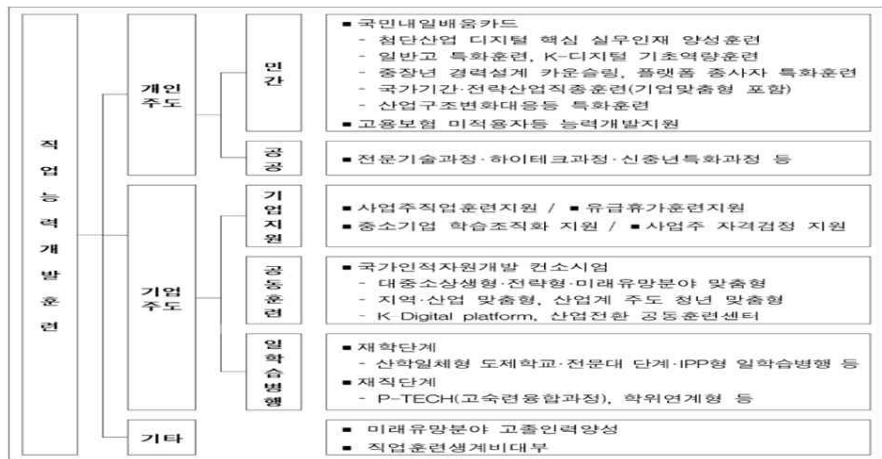 직업능력개발훈련
개인
주도
민간
■ 국민내일배움카드
- 첨단산업 디지털 핵심 실무인재 양성훈련
- 일반고 특화훈련, K-디지털 기초역량훈련
- 중장년 경력설계 카운슬링, 플랫폼 종사자 특화훈련
- 국가기간·전략산업직종훈련(기업맞춤형 포함)
- 산업구조변화대응등 특화훈련
■ 고용보험 미적용자등 능력개발지원
공공
■ 전문기술과정·하이테크과정·신중년특화과정 등
기업
주도
기업지원
■ 사업주직업훈련지원 / ■ 유급휴가훈련지원
■ 중소기업 학습조직화 지원 / ■ 사업주 자격검정 지원
공동훈련
■ 국가인적자원개발 컨소시엄
- 대중소상생형·전략형·미래유망분야 맞춤형
- 지역·산업 맞춤형, 산업계 주도 청년 맞춤형
- K-Digital platform, 산업전환 공동훈련센터
일학습병행
■ 재학단계
- 산학일체형 도제학교·전문대 단계·IPP형 일학습병행 등
■ 재직단계
- P-TECH(고숙련융합과정), 학위연계형 등
기타
■ 미래유망분야 고졸인력양성
■ 직업훈련생계비대부